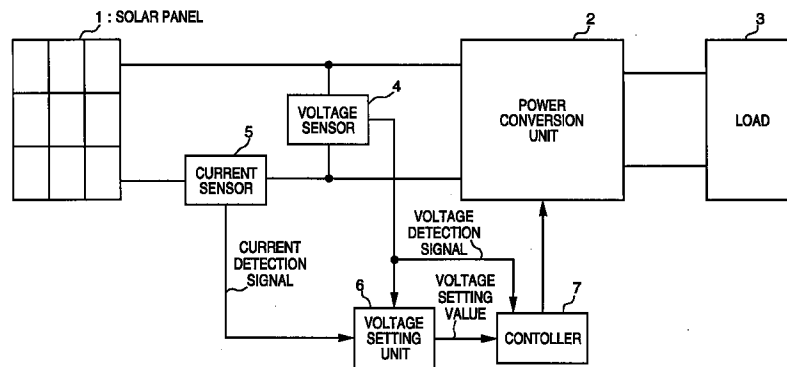 1 : SOLAR PANEL
2
3
POWER
CONVERSION
UNIT
LOAD
4
VOLTAGE
SENSOR
5
CURRENT
SENSOR
CURRENT
DETECTION
SIGNAL
VOLTAGE
DETECTION
SIGNAL
6
VOLTAGE
SETTING
UNIT
VOLTAGE
SETTING
VALUE
7
CONTOLLER